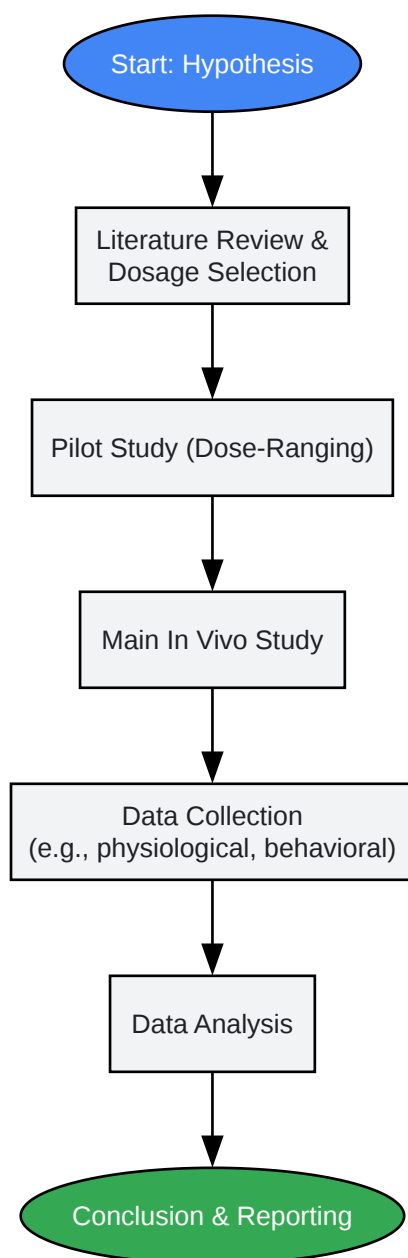 Start: Hypothesis
Literature Review &
Dosage Selection
Pilot Study (Dose-Ranging)
Main In Vivo Study
Data Collection
(e.g., physiological, behavioral)
Data Analysis
Conclusion & Reporting